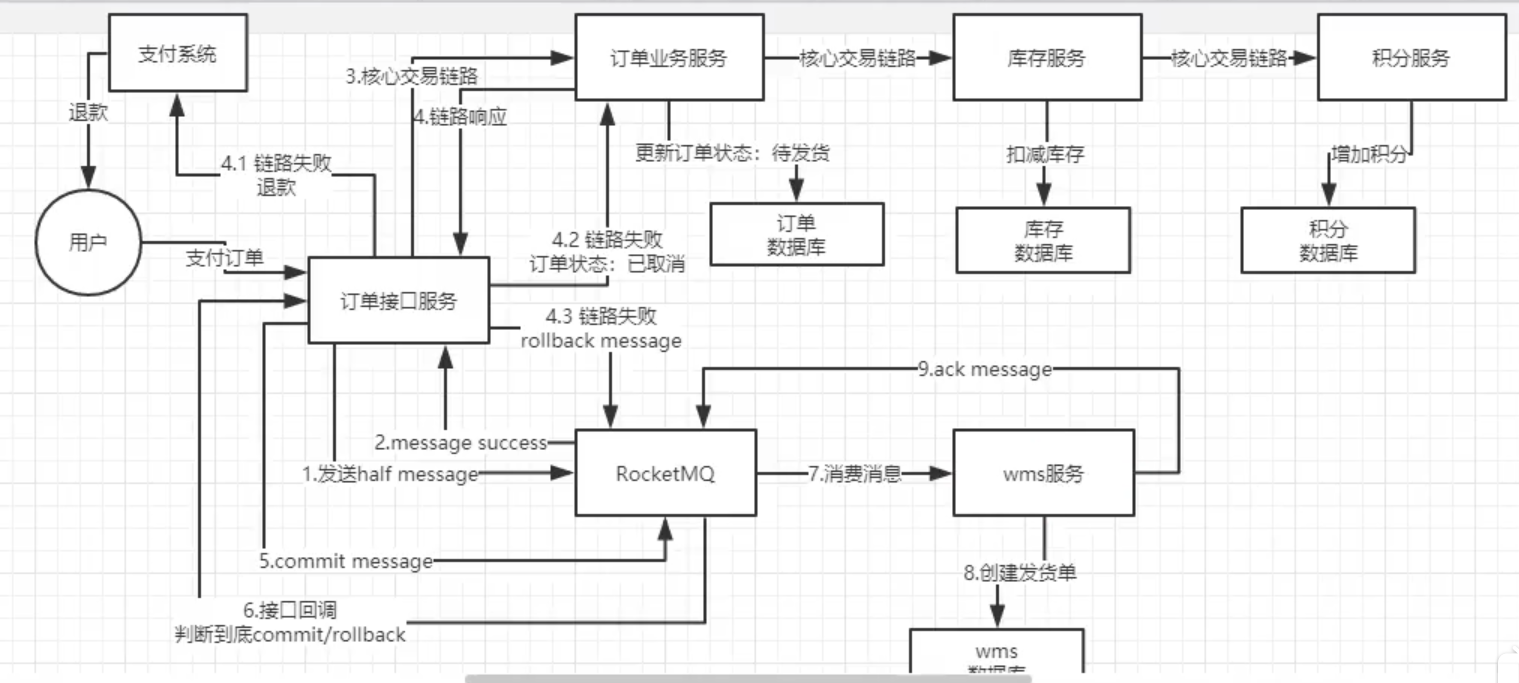 支付系统
订单业务服务
核心交易链路
库存服务
核心交易链路
积分服务
3.核心交易链路
退款
4.链路响应
更新订单状态：待发货
扣减库存
增加积分
4.1 链路失败
退款
订单
数据库
库存
数据库
积分
数据库
用户
支付订单
4.2 链路失败
订单状态：已取消
订单接口服务
4.3 链路失败
rollback message
9.ack message
2.message success
1.发送half message
RocketMQ
7.消费消息
wms服务
5.commit message
8.创建发货单
6.接口回调
判断到底commit/rollback
wms
数据库